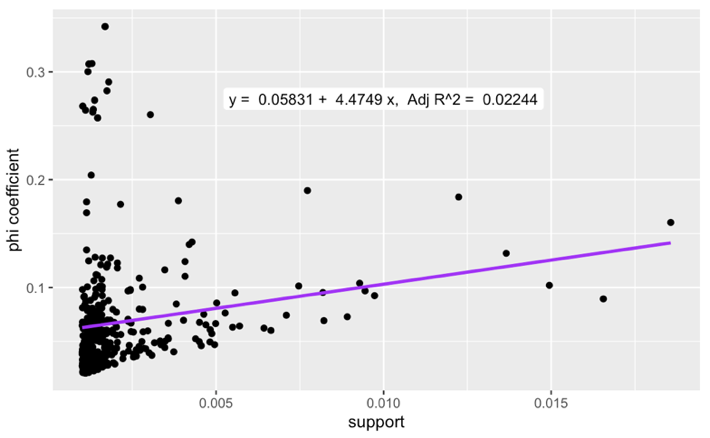 y = 0.05831 + 4.4749 x, Adj R^2 = 0.02244
0.3
0.2
0.1
phi coefficient
0.005 0.010 0.015
support